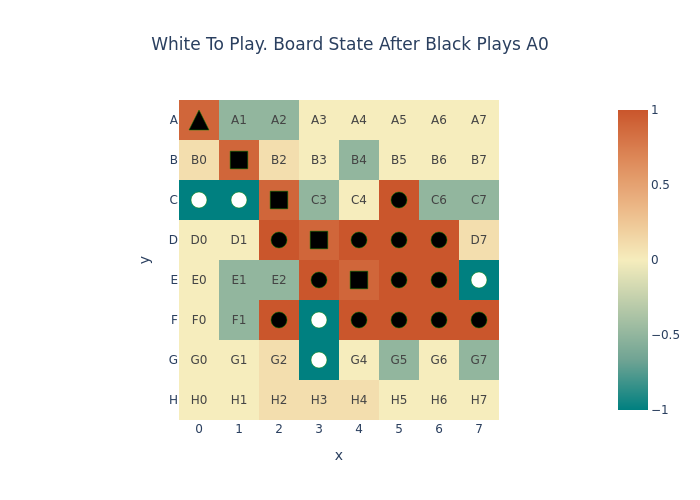 White To Play. Board State After Black Plays A0
A A1 A2 A3 A4 A5 A6 A7
B B0 B2 B3 B4 B5 B6 B7
C C3 C4 C6 C7
D D0 D1 D7
E E0 E1 E2
F F0 F1
G G0 G1 G2 G4 G5 G6 G7
H H0 H1 H2 H3 H4 H5 H6 H7
0 1 2 3 4 5 6 7
x
y
1
0.5
0
−0.5
−1